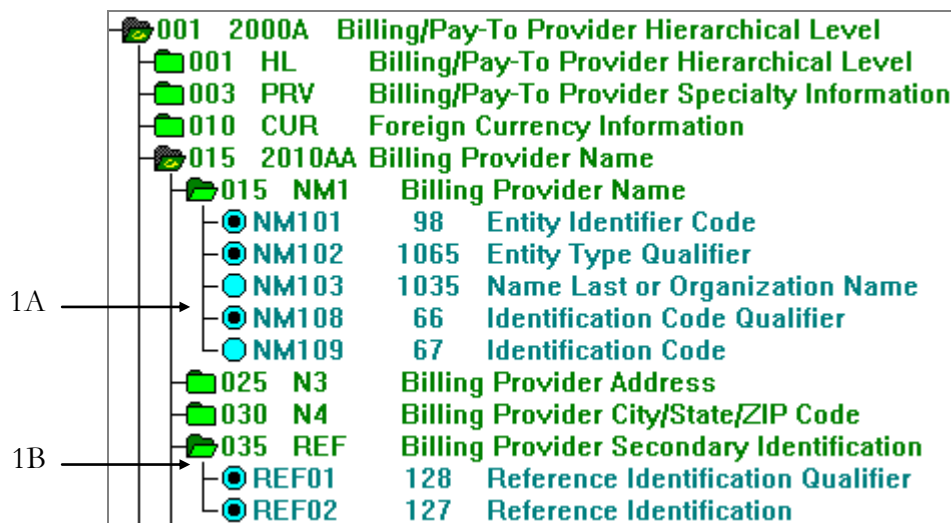 001 2000A Billing/Pay-To Provider Hierarchical Level
001 HL Billing/Pay-To Provider Hierarchical Level
003 PRV Billing/Pay-To Provider Specialty Information
010 CUR Foreign Currency Information
015 2010AA Billing Provider Name
015 NM1 Billing Provider Name
NM101 98 Entity Identifier Code
NM102 1065 Entity Type Qualifier
1A NM103 1035 Name Last or Organization Name
NM108 66 Identification Code Qualifier
NM109 67 Identification Code
025 N3 Billing Provider Address
030 N4 Billing Provider City/State/ZIP Code
035 REF Billing Provider Secondary Identification
1B REF01 128 Reference Identification Qualifier
REF02 127 Reference Identification